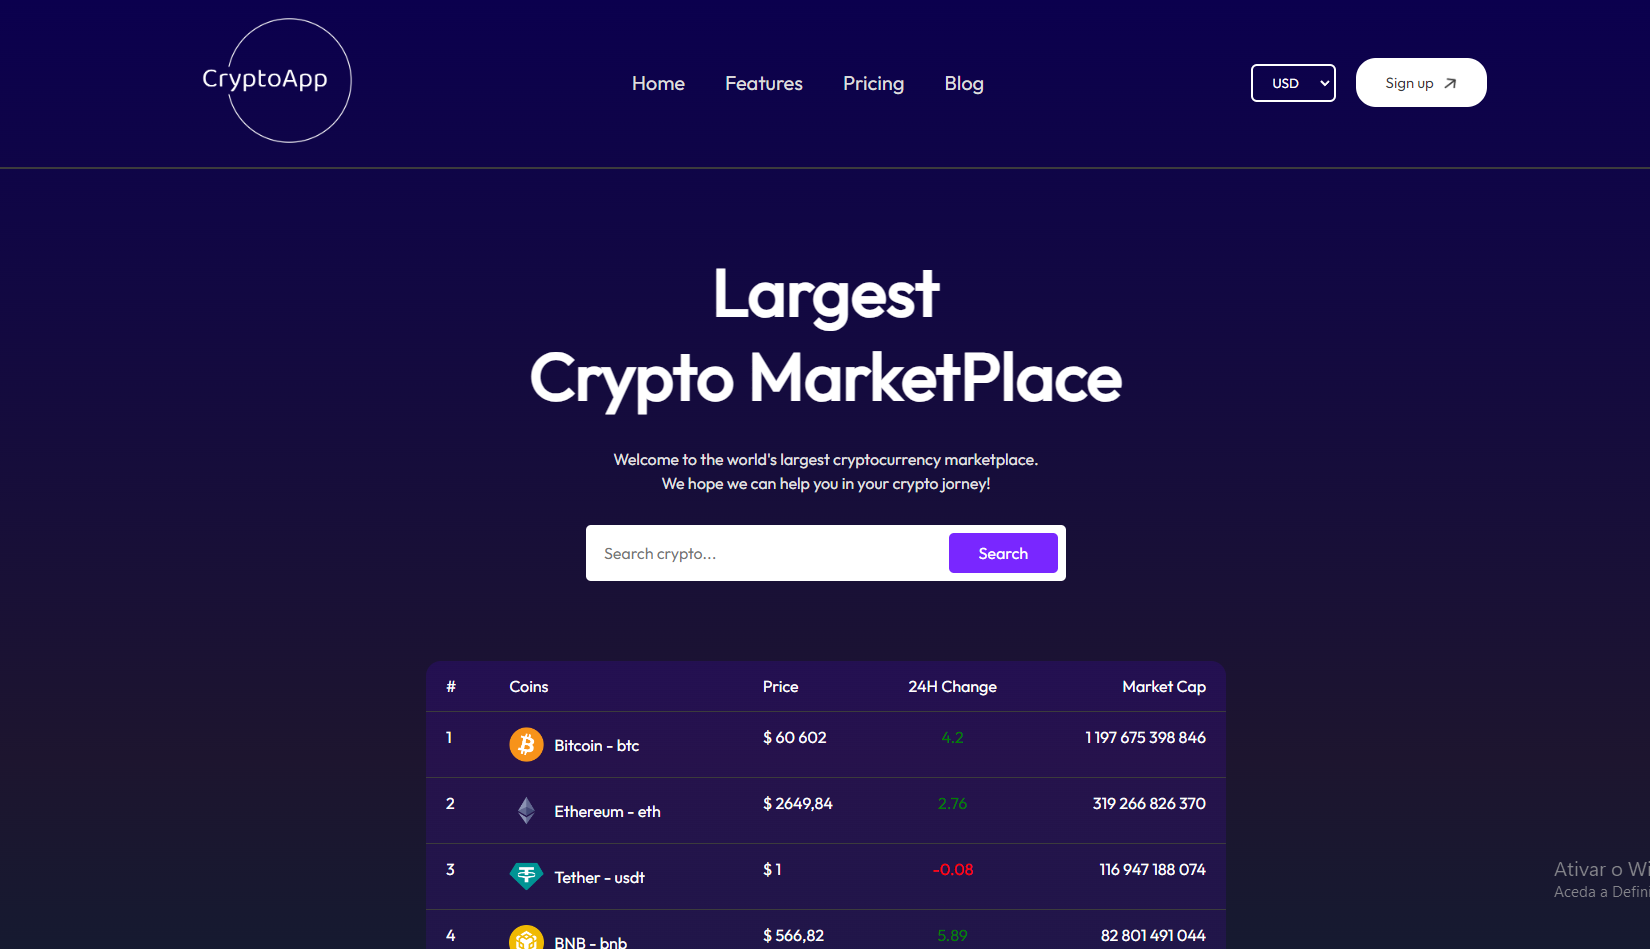 CryptoApp
Home Features Pricing Blog
USD
Sign up
Largest
Crypto MarketPlace
Welcome to the world's largest cryptocurrency marketplace.
We hope we can help you in your crypto jorney!
Search crypto... Search
# Coins Price 24H Change Market Cap
1 Bitcoin - btc $ 60 602 4.2 1 197 675 398 846
2 Ethereum - eth $ 2649,84 2.76 319 266 826 370
3 Tether - usdt $ 1 -0.08 116 947 188 074
Ativar o Wi
Aceda a Defin
4 BNB - bnb $ 566,82 5.89 82 801 491 044